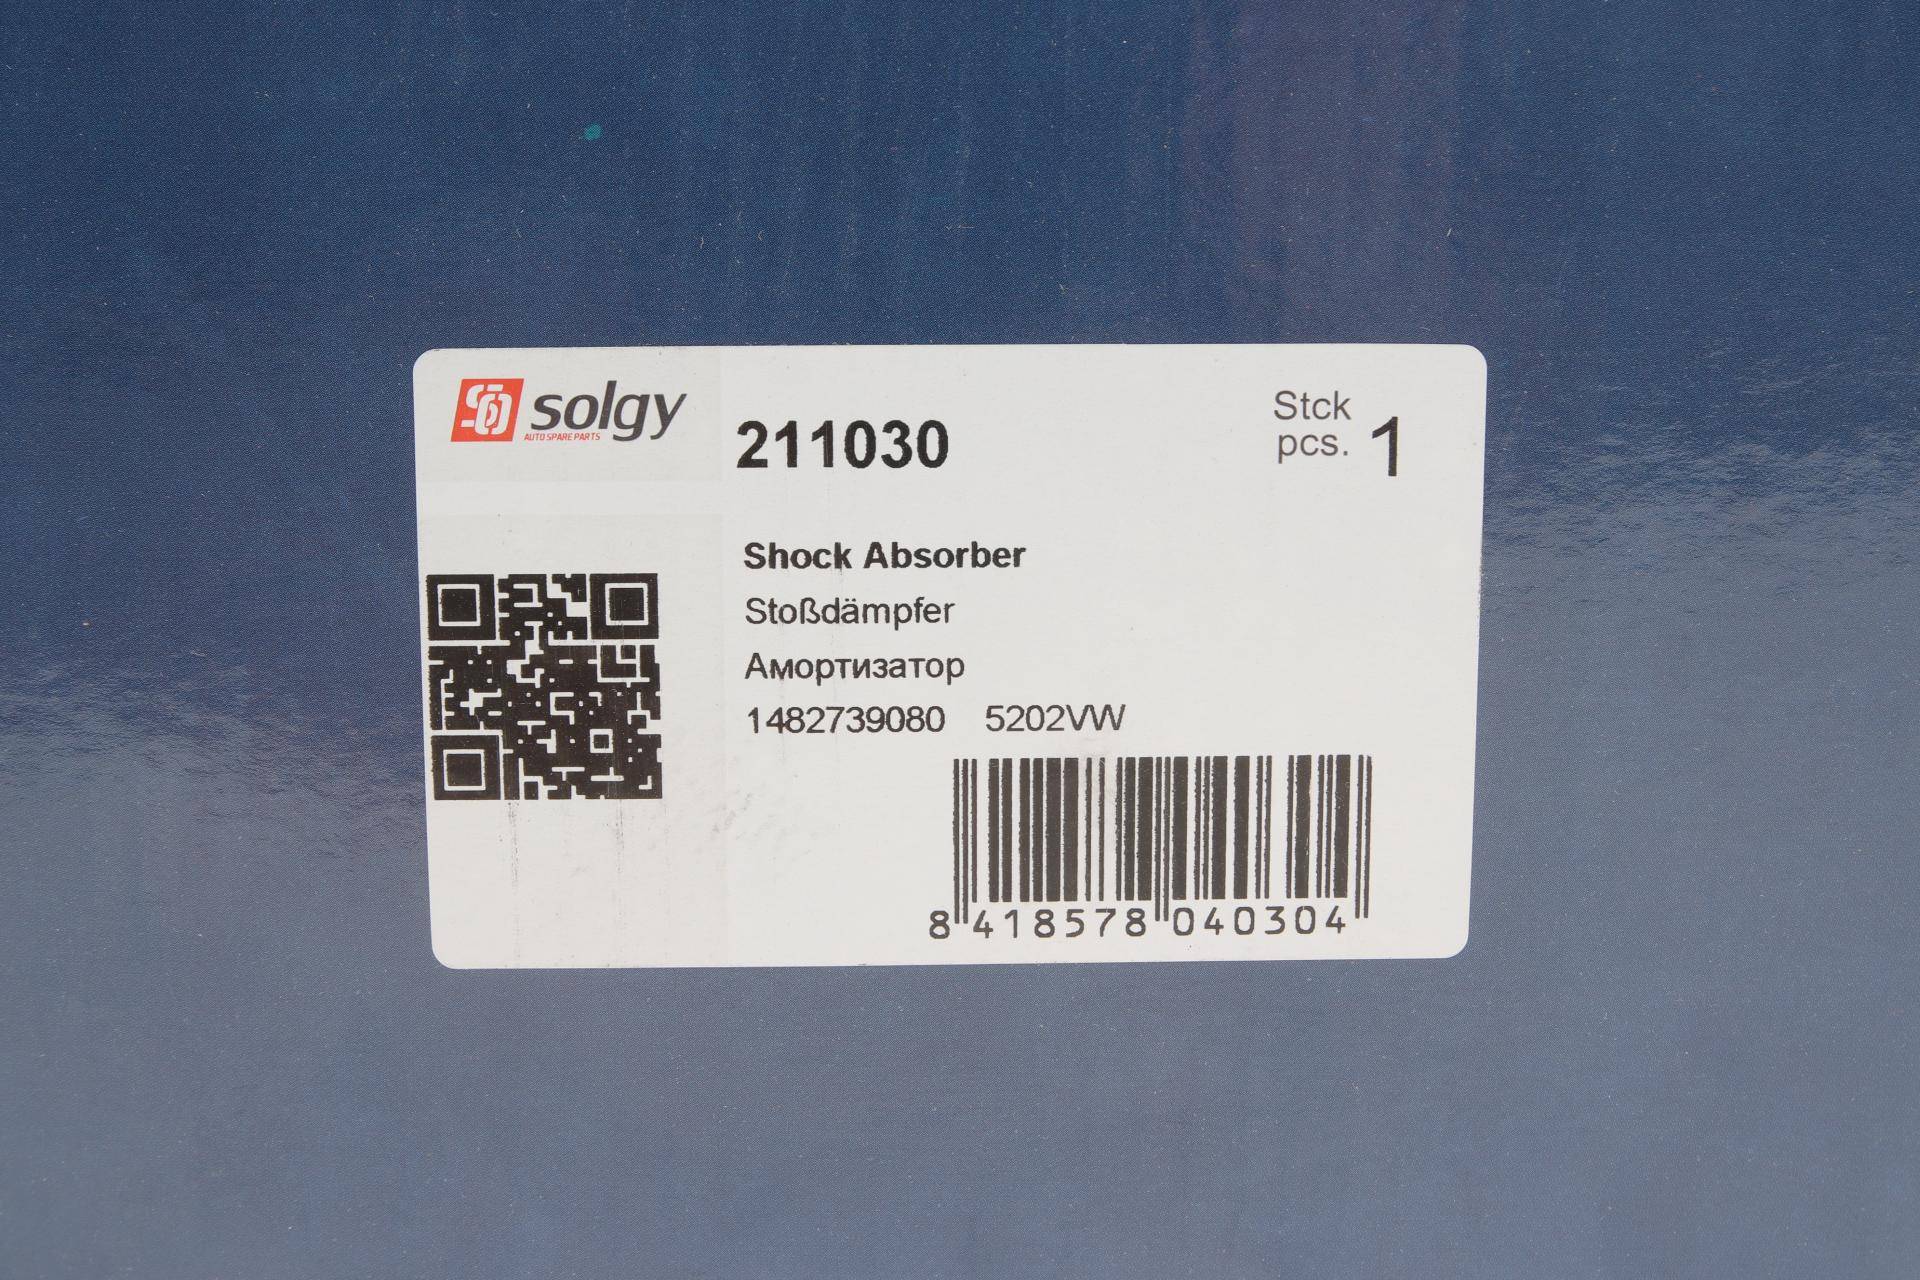 solgy
AUTO SPARE PARTS
211030
Stck
pcs. 1
Shock Absorber
Stoßdämpfer
Амортизатор
1482739080 5202VW
8 418578 040304